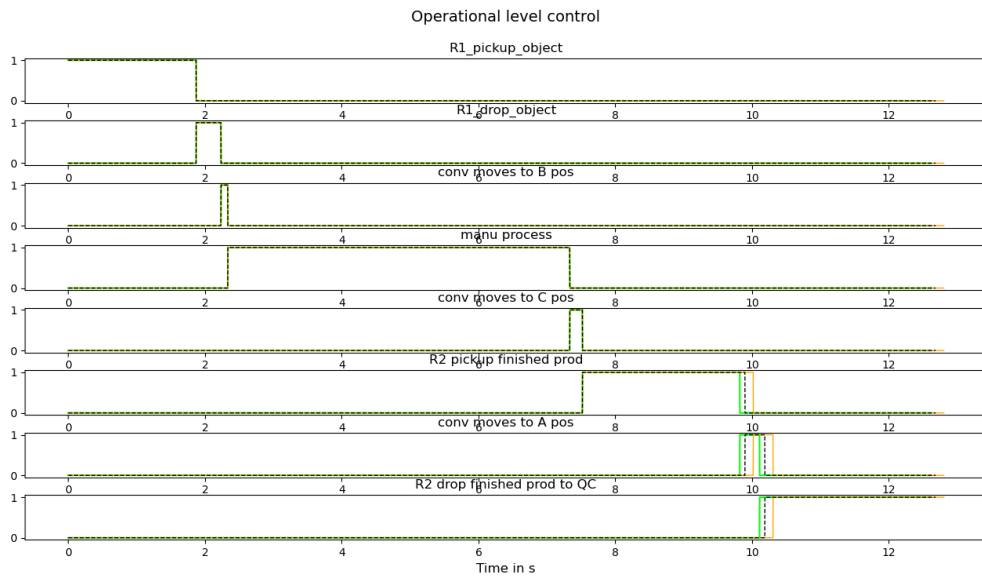 Operational level control
R1_pickup_object
1
0
0 2 4 6 8 10 12
R1_drop_object
1
0
0 2 4 6 8 10 12
conv moves to B pos
1
0
0 2 4 6 8 10 12
manu process
1
0
0 2 4 6 8 10 12
conv moves to C pos
1
0
0 2 4 6 8 10 12
R2 pickup finished prod
1
0
0 2 4 6 8 10 12
conv moves to A pos
1
0
0 2 4 6 8 10 12
R2 drop finished prod to QC
1
0
0 2 4 6 8 10 12
Time in s